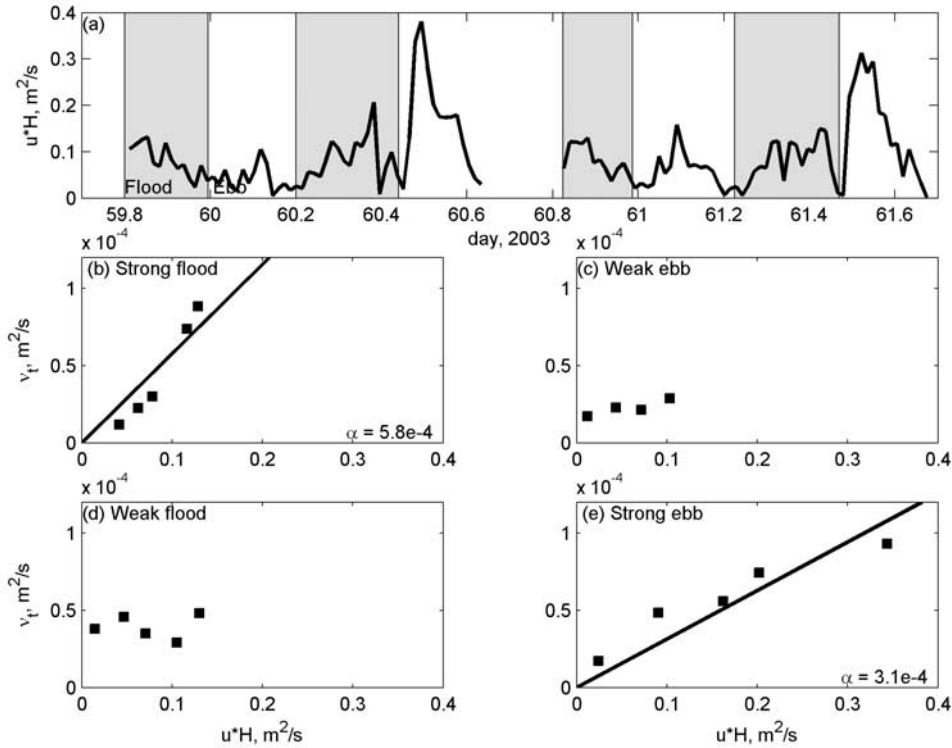 (a)
u*H, m²/s
0.4
0.3
0.2
0.1
0
Flood
Ebb
59.8 60 60.2 60.4 60.6 60.8 61 61.2 61.4 61.6
day, 2003
x 10⁻⁴
(b) Strong flood
νt, m²/s
1
0.5
0
α = 5.8e-4
0 0.1 0.2 0.3 0.4
x 10⁻⁴
(c) Weak ebb
1
0.5
0
0 0.1 0.2 0.3 0.4
x 10⁻⁴
(d) Weak flood
νt, m²/s
1
0.5
0
0 0.1 0.2 0.3 0.4
u*H, m²/s
x 10⁻⁴
(e) Strong ebb
1
0.5
0
α = 3.1e-4
0 0.1 0.2 0.3 0.4
u*H, m²/s